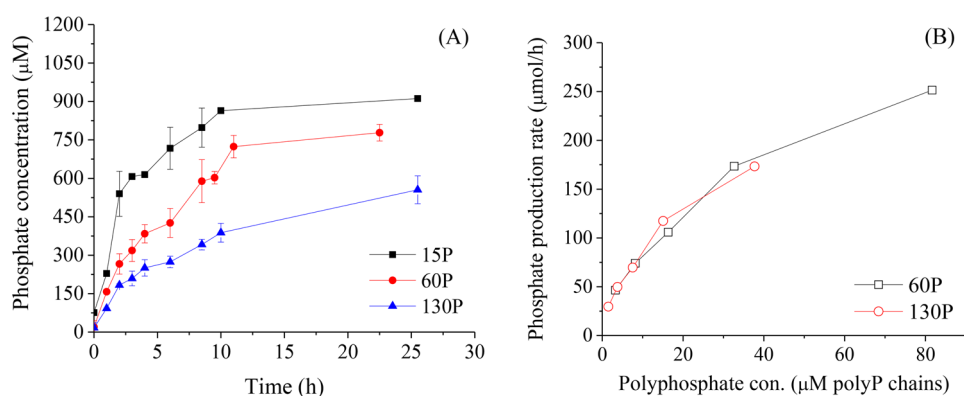 (A)
Phosphate concentration (µM)
1200
1050
900
750
600
450
300
150
0
0 5 10 15 20 25 30
Time (h)
15P
60P
130P
(B)
Phosphate production rate (µmol/h)
300
250
200
150
100
50
0
0 20 40 60 80
Polyphosphate con. (µM polyP chains)
60P
130P